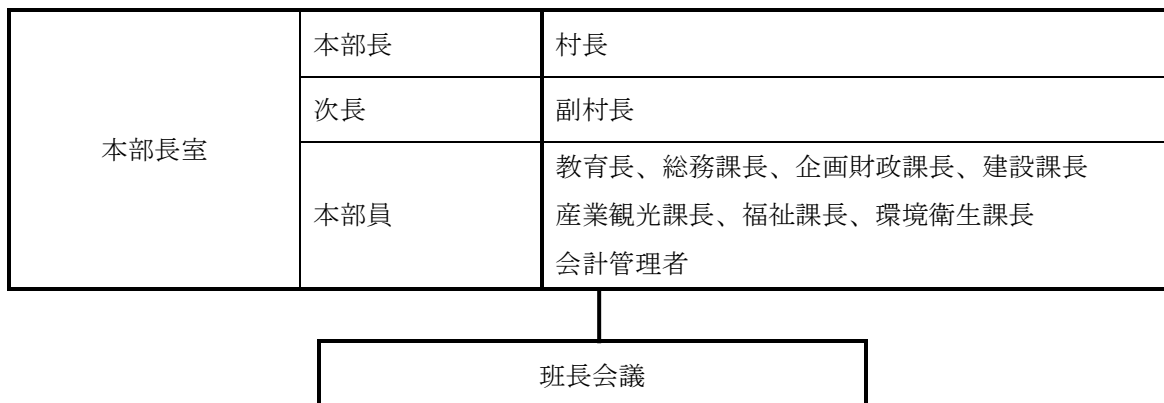 本部長室
本部長
村長
次長
副村長
本部員
教育長、総務課長、企画財政課長、建設課長
産業観光課長、福祉課長、環境衛生課長
会計管理者
班長会議